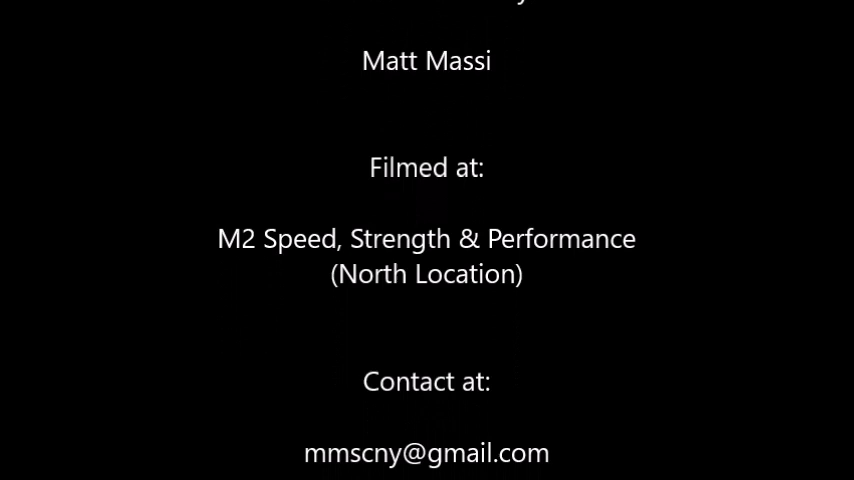 Matt Massi
Filmed at:
M2 Speed, Strength & Performance
(North Location)
Contact at:
mmscny@gmail.com